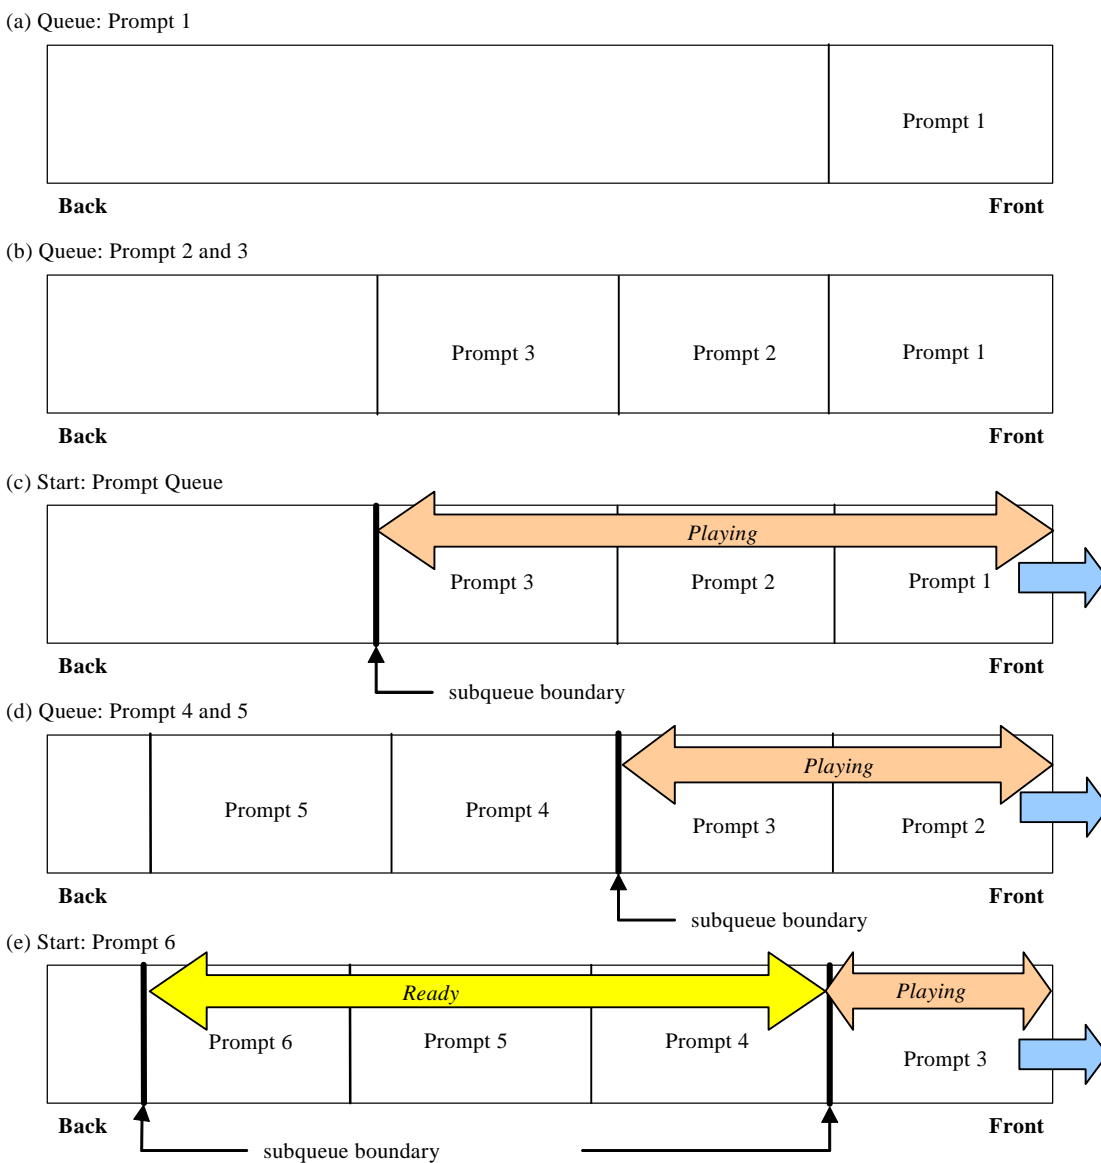 (a) Queue: Prompt 1
Prompt 1
Back Front
(b) Queue: Prompt 2 and 3
Prompt 3 Prompt 2 Prompt 1
Back Front
(c) Start: Prompt Queue
Playing
Prompt 3 Prompt 2 Prompt 1
Back Front
subqueue boundary
(d) Queue: Prompt 4 and 5
Playing
Prompt 5 Prompt 4 Prompt 3 Prompt 2
Back Front
subqueue boundary
(e) Start: Prompt 6
Ready Playing
Prompt 6 Prompt 5 Prompt 4 Prompt 3
Back Front
subqueue boundary